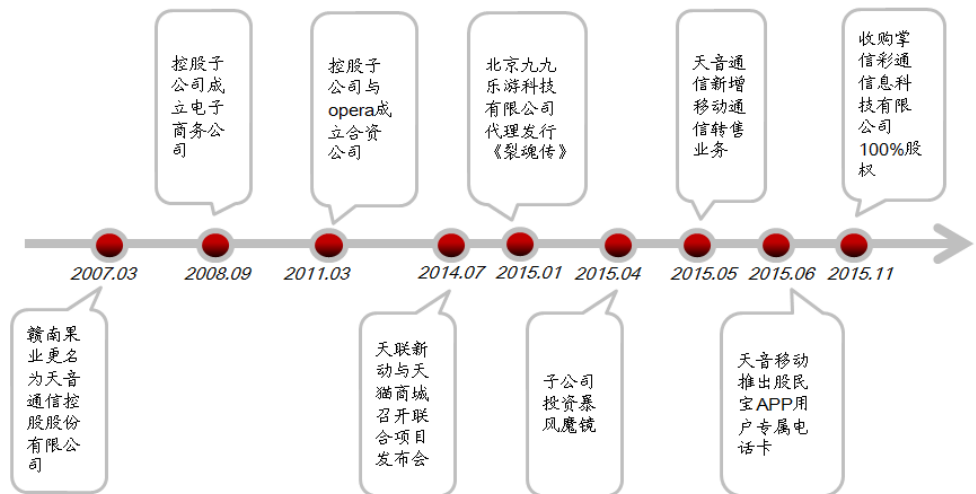 控股子
公司成
立电子
商务公
司
控股子
公司与
opera成
立合资
公司
北京九九
乐游科技
有限公司
代理发行
《裂魂传》
天音通
信新增
移动通
信转售
业务
收购掌
信彩通
信息科
技有限
公司
100%股
权
2007.03
2008.09
2011.03
2014.07
2015.01
2015.04
2015.05
2015.06
2015.11
赣南果
业更名
为天音
通信控
股股份
有限公
司
天联新
动与天
猫商城
召开联
合项目
发布会
子公司
投资暴
风魔镜
天音移动
推出股民
宝APP用
户专属电
话卡